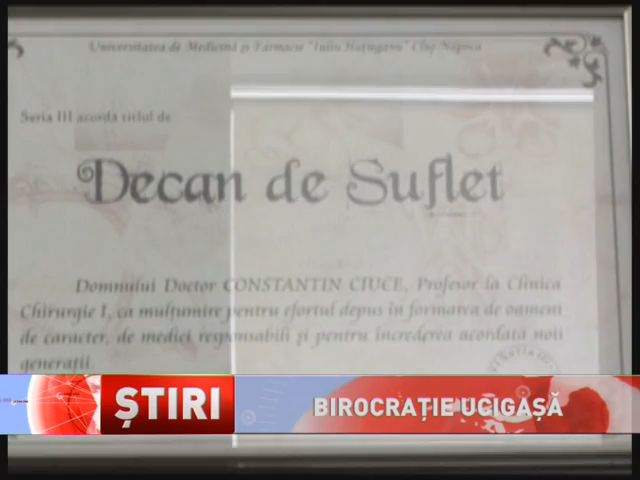 Universitatea de Medicină și Farmacie "Iuliu Hațieganu" Cluj-Napoca
Seria III acordă titlul de
Decan de Suflet
Domnului Doctor CONSTANTIN CIUCE, Profesor la Clinica
Chirurgie I, ca mulțumire pentru efortul depus în formarea de oameni
de caracter, de medici responsabili și pentru încrederea acordată noii
generații.
ȘTIRI
BIROCRAȚIE UCIGAȘĂ